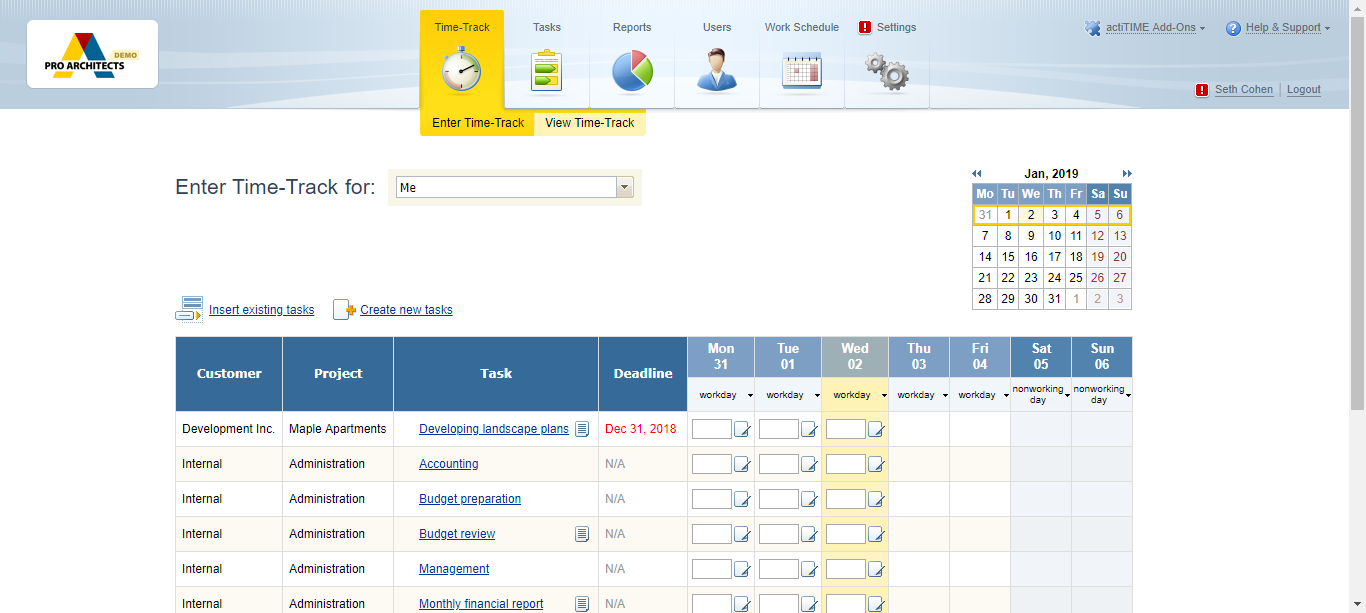 PRO ARCHITECTS DEMO
Time-Track Tasks Reports Users Work Schedule Settings
actiTIME Add-Ons Help & Support
Seth Cohen Logout
Enter Time-Track View Time-Track
Enter Time-Track for: Me
Jan, 2019
Mo Tu We Th Fr Sa Su
31 1 2 3 4 5 6
7 8 9 10 11 12 13
14 15 16 17 18 19 20
21 22 23 24 25 26 27
28 29 30 31 1 2 3
Insert existing tasks Create new tasks
Customer Project Task Deadline
Mon Tue Wed Thu Fri Sat Sun
31 01 02 03 04 05 06
workday workday workday workday workday nonworking day nonworking day
Development Inc. Maple Apartments Developing landscape plans Dec 31, 2018
Internal Administration Accounting N/A
Internal Administration Budget preparation N/A
Internal Administration Budget review N/A
Internal Administration Management N/A
Internal Administration Monthly financial report N/A